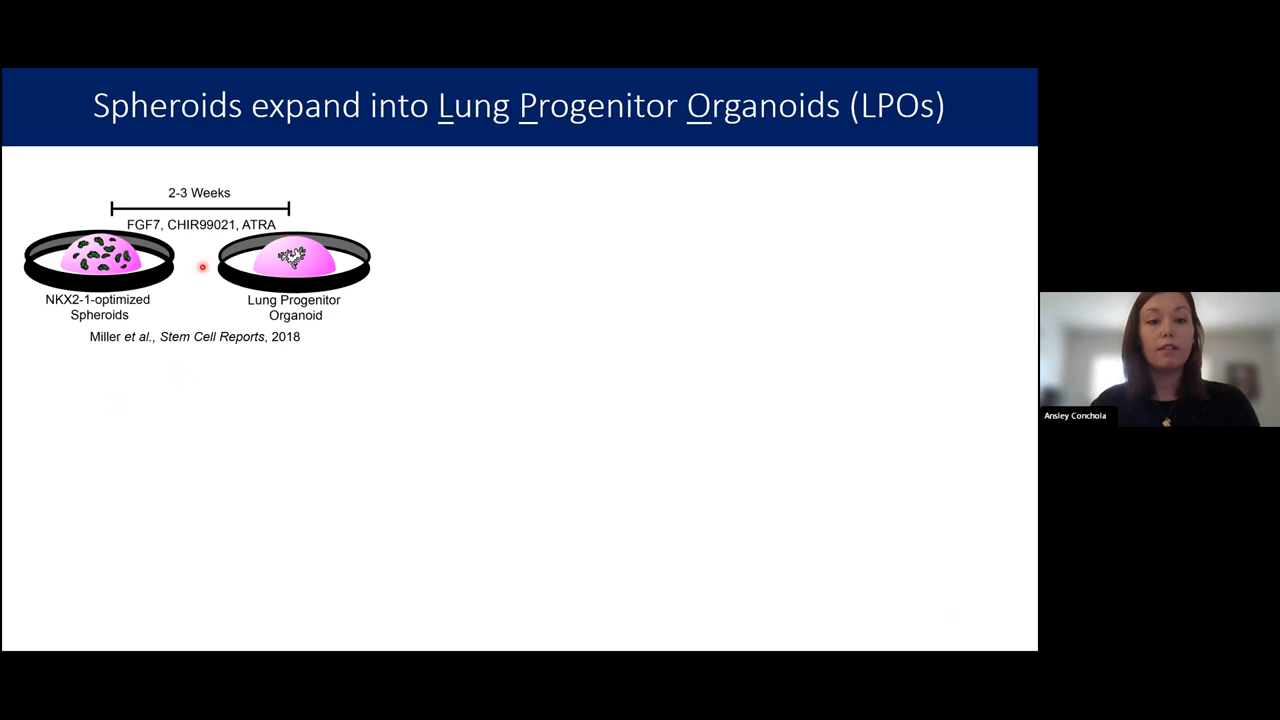 Spheroids expand into Lung Progenitor Organoids (LPOs)
2-3 Weeks
FGF7, CHIR99021, ATRA
NKX2-1-optimized
Spheroids
Lung Progenitor
Organoid
Miller et al., Stem Cell Reports, 2018
Ansley Conchola